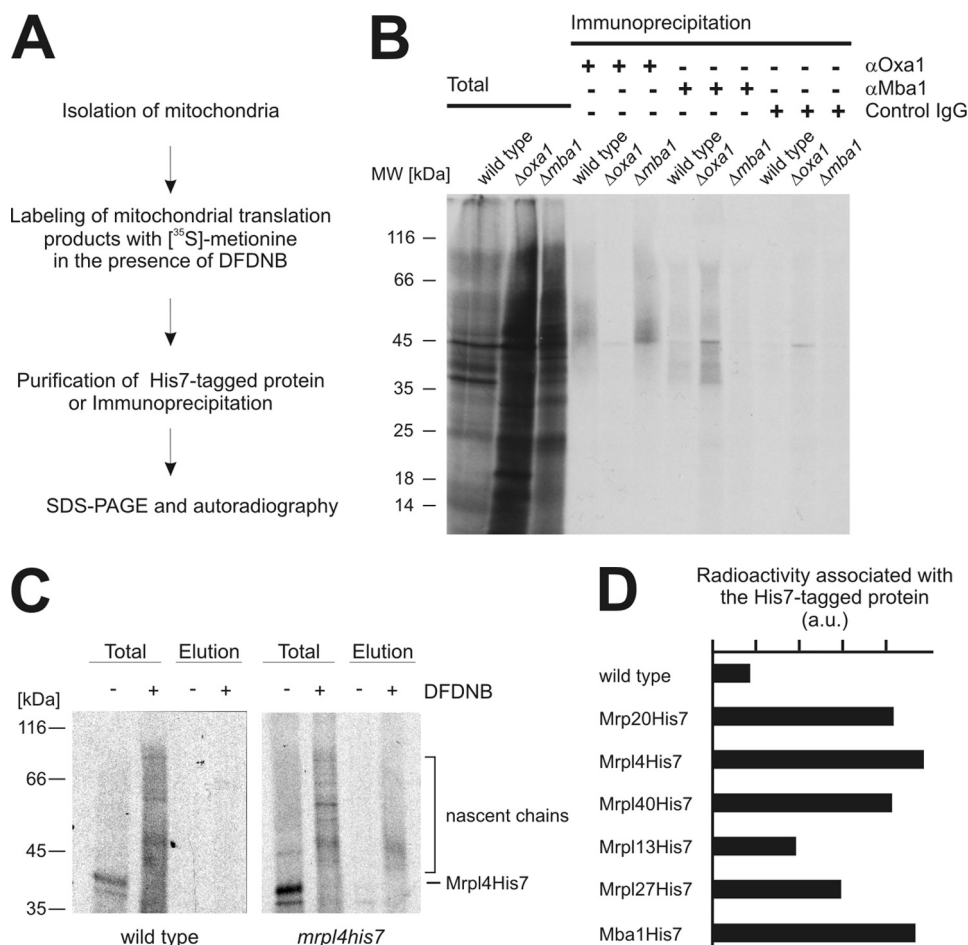 A
Isolation of mitochondria
Labeling of mitochondrial translation
products with [³⁵S]-metionine
in the presence of DFDNB
Purification of His7-tagged protein
or Immunoprecipitation
SDS-PAGE and autoradiography
B
Immunoprecipitation
+ + + - - - - - - αOxa1
Total
- - - + + + - - - αMba1
- - - - - - + + + Control IgG
MW [kDa]
wild type Δoxa1 Δmba1 wild type Δoxa1 Δmba1 wild type Δoxa1 Δmba1 wild type Δoxa1 Δmba1
116
66
45
35
25
18
14
C
Total Elution Total Elution
[kDa] - + - + - + - + DFDNB
116
66
nascent chains
45
Mrpl4His7
35
wild type mrpl4his7
D
Radioactivity associated with
the His7-tagged protein
(a.u.)
wild type
Mrp20His7
Mrpl4His7
Mrpl40His7
Mrpl13His7
Mrpl27His7
Mba1His7